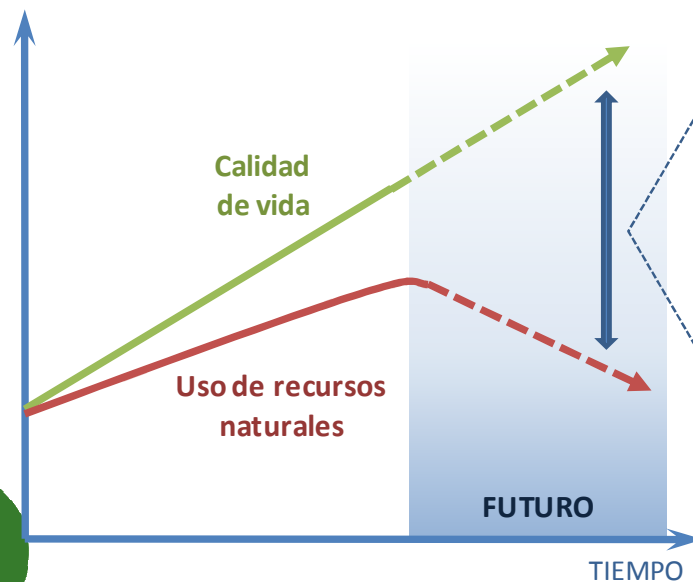 Calidad
de vida
Uso de recursos
naturales
FUTURO
TIEMPO